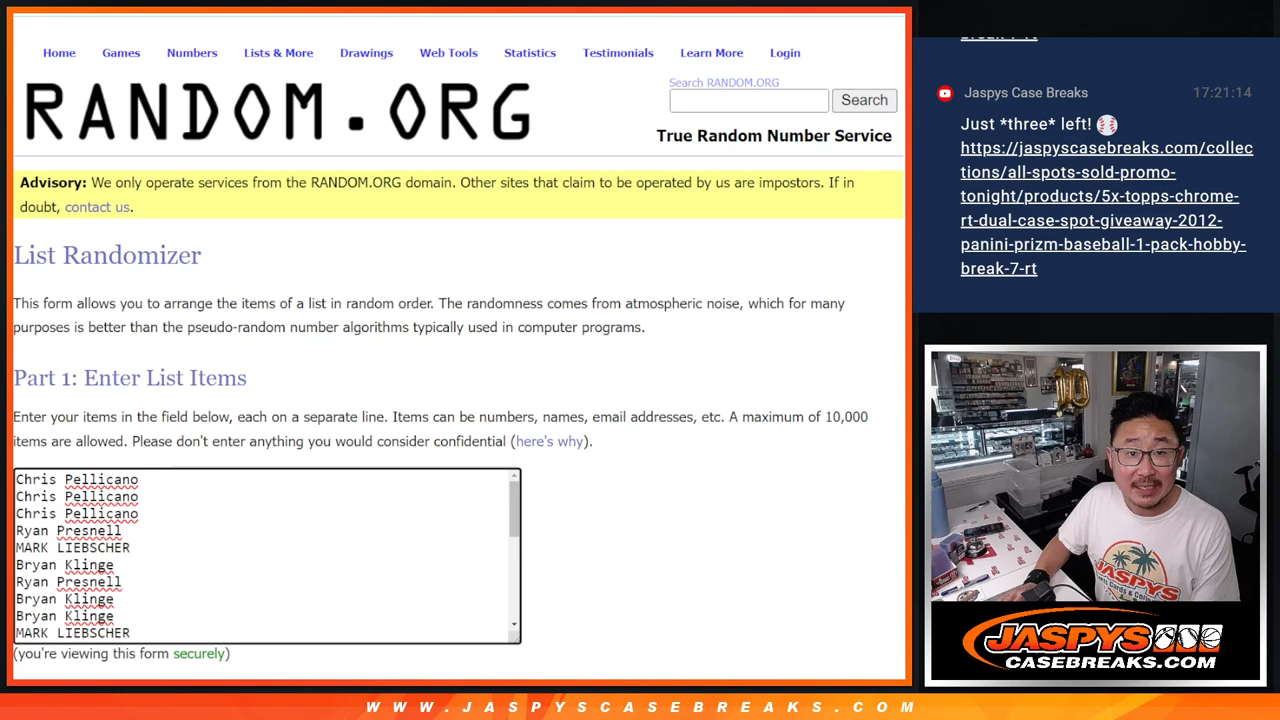 Home Games Numbers Lists & More Drawings Web Tools Statistics Testimonials Learn More Login
RANDOM.ORG
Search RANDOM.ORG
Search
True Random Number Service
Advisory: We only operate services from the RANDOM.ORG domain. Other sites that claim to be operated by us are impostors. If in
doubt, contact us.
List Randomizer
This form allows you to arrange the items of a list in random order. The randomness comes from atmospheric noise, which for many
purposes is better than the pseudo-random number algorithms typically used in computer programs.
Part 1: Enter List Items
Enter your items in the field below, each on a separate line. Items can be numbers, names, email addresses, etc. A maximum of 10,000
items are allowed. Please don't enter anything you would consider confidential (here's why).
Chris Pellicano
Chris Pellicano
Chris Pellicano
Ryan Presnell
MARK LIEBSCHER
Bryan Klinge
Ryan Presnell
Bryan Klinge
Bryan Klinge
MARK LIEBSCHER
(you're viewing this form securely)
Jaspys Case Breaks 17:21:14
Just *three* left!
https://jaspyscasebreaks.com/collec
tions/all-spots-sold-promo-
tonight/products/5x-topps-chrome-
rt-dual-case-spot-giveaway-2012-
panini-prizm-baseball-1-pack-hobby-
break-7-rt
10
JASPYS
JASPYS
CASEBREAKS.COM
WWW.JASPYSCASEBREAKS.COM